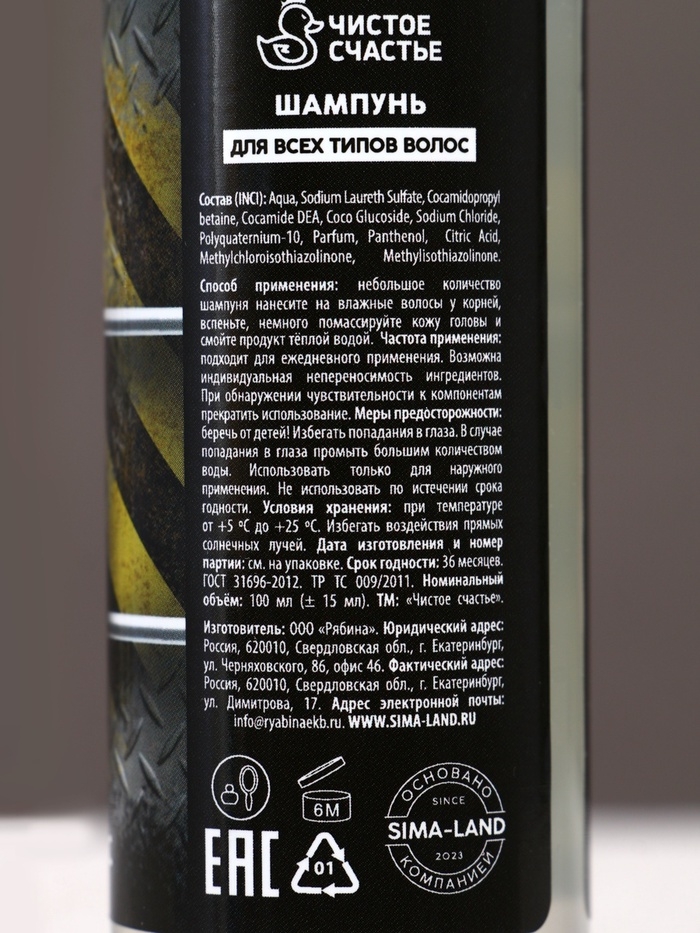 ЧИСТОЕ
СЧАСТЬЕ
ШАМПУНЬ
ДЛЯ ВСЕХ ТИПОВ ВОЛОС
Состав (INCI): Aqua, Sodium Laureth Sulfate, Cocamidopropyl
betaine, Cocamide DEA, Coco Glucoside, Sodium Chloride,
Polyquaternium-10, Parfum, Panthenol, Citric Acid,
Methylchloroisothiazolinone, Methylisothiazolinone.
Способ применения: небольшое количество
шампуня нанесите на влажные волосы у корней,
вспеньте, немного помассируйте кожу головы и
смойте продукт тёплой водой. Частота применения:
подходит для ежедневного применения. Возможна
индивидуальная непереносимость ингредиентов.
При обнаружении чувствительности к компонентам
прекратить использование. Меры предосторожности:
беречь от детей! Избегать попадания в глаза. В случае
попадания в глаза промыть большим количеством
воды. Использовать только для наружного
применения. Не использовать по истечении срока
годности. Условия хранения: при температуре
от +5 ºС до +25 ºС. Избегать воздействия прямых
солнечных лучей. Дата изготовления и номер
партии: см. на упаковке. Срок годности: 36 месяцев.
ГОСТ 31696-2012. ТР ТС 009/2011. Номинальный
объём: 100 мл (± 15 мл). ТМ: «Чистое счастье».
Изготовитель: ООО «Рябина». Юридический адрес:
Россия, 620010, Свердловская обл., г. Екатеринбург,
ул. Черняховского, 86, офис 46. Фактический адрес:
Россия, 620010, Свердловская обл., г. Екатеринбург,
ул. Димитрова, 17. Адрес электронной почты:
info@ryabinaekb.ru. WWW.SIMA-LAND.RU
6M
EAC
01
ОСНОВАНО
SINCE
SIMA-LAND
2023
КОМПАНИЕЙ